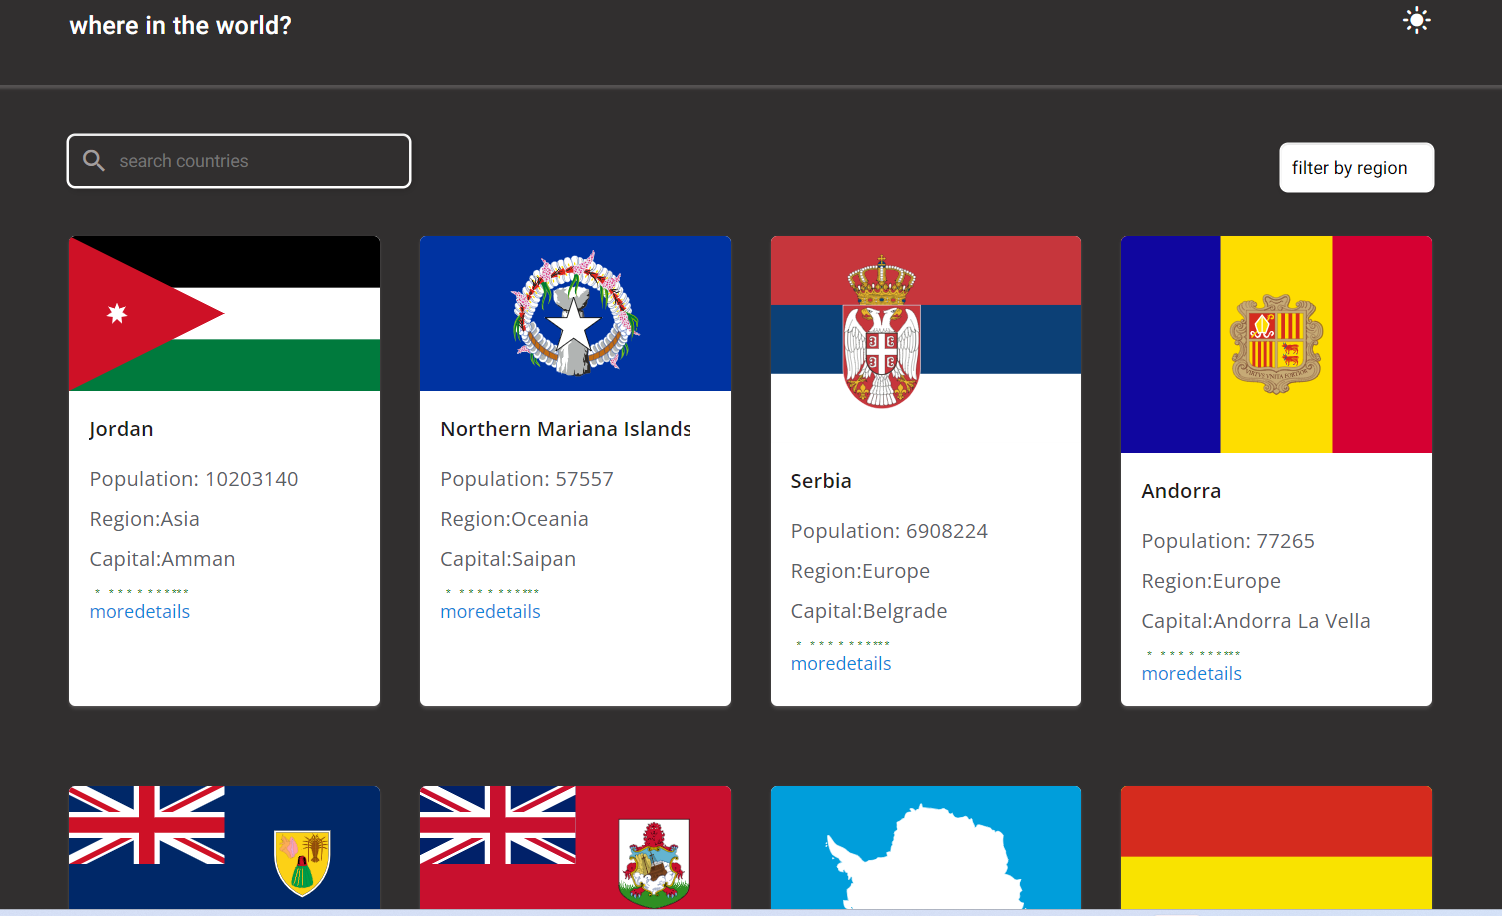 where in the world?
search countries
filter by region
Jordan
Population: 10203140
Region:Asia
Capital:Amman
moredetails
Northern Mariana Islands
Population: 57557
Region:Oceania
Capital:Saipan
moredetails
Serbia
Population: 6908224
Region:Europe
Capital:Belgrade
moredetails
Andorra
Population: 77265
Region:Europe
Capital:Andorra La Vella
moredetails